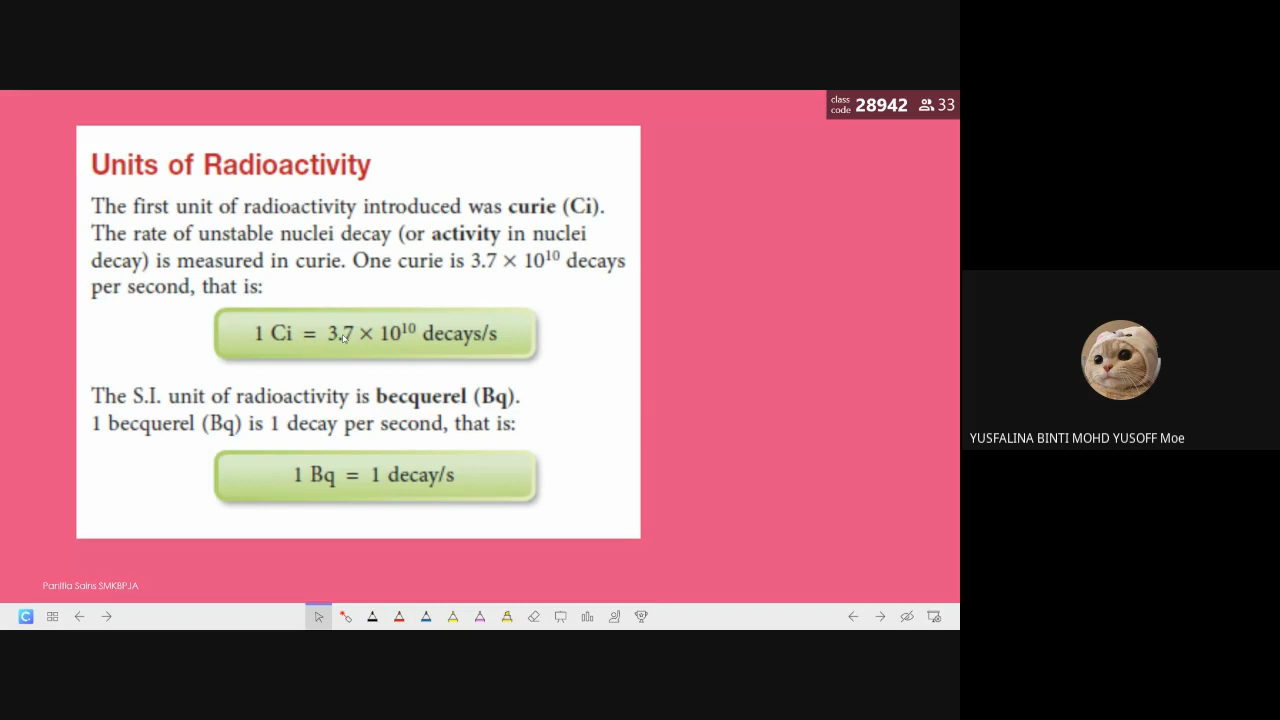 class code 28942 33
Units of Radioactivity
The first unit of radioactivity introduced was curie (Ci).
The rate of unstable nuclei decay (or activity in nuclei
decay) is measured in curie. One curie is 3.7 × 10¹⁰ decays
per second, that is:
1 Ci = 3.7 × 10¹⁰ decays/s
The S.I. unit of radioactivity is becquerel (Bq).
1 becquerel (Bq) is 1 decay per second, that is:
1 Bq = 1 decay/s
Panitia Sains SMKBPJA
YUSFALINA BINTI MOHD YUSOFF Moe